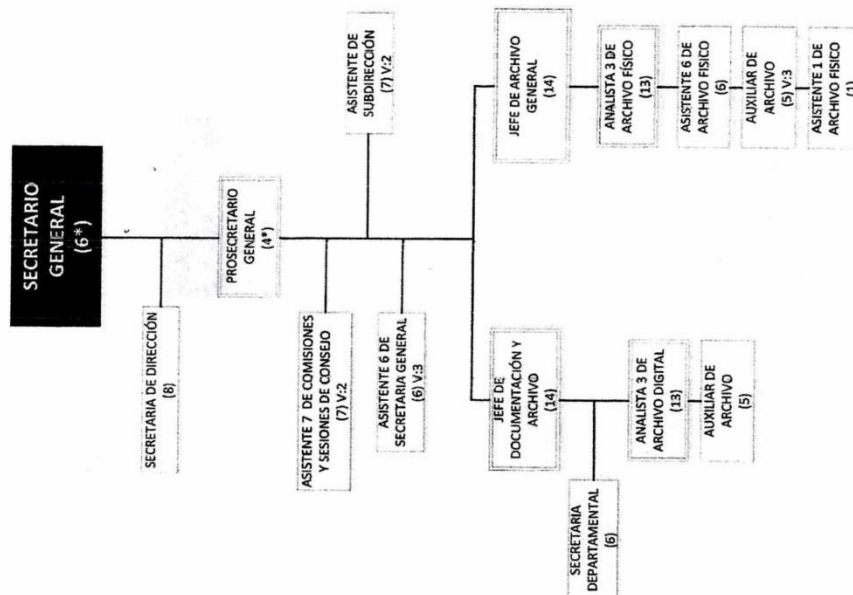 SECRETARIO
GENERAL
(6*)
SECRETARIA DE DIRECCIÓN
(8)
PROSECRETARIO
GENERAL
(4*)
ASISTENTE DE
SUBDIRECCIÓN
(7) V:2
ASISTENTE 7 DE COMISIONES
Y SESIONES DE CONSEJO
(7) V:2
ASISTENTE 6 DE
SECRETARIA GENERAL
(6) V:3
JEFE DE
DOCUMENTACIÓN Y
ARCHIVO
(14)
SECRETARIA
DEPARTAMENTAL
(6)
ANALISTA 3 DE
ARCHIVO DIGITAL
(13)
AUXILIAR DE
ARCHIVO
(5)
JEFE DE ARCHIVO
GENERAL
(14)
ANALISTA 3 DE
ARCHIVO FÍSICO
(13)
ASISTENTE 6 DE
ARCHIVO FISICO
(6)
AUXILIAR DE
ARCHIVO
(5) V:3
ASISTENTE 1 DE
ARCHIVO FISICO
(1)